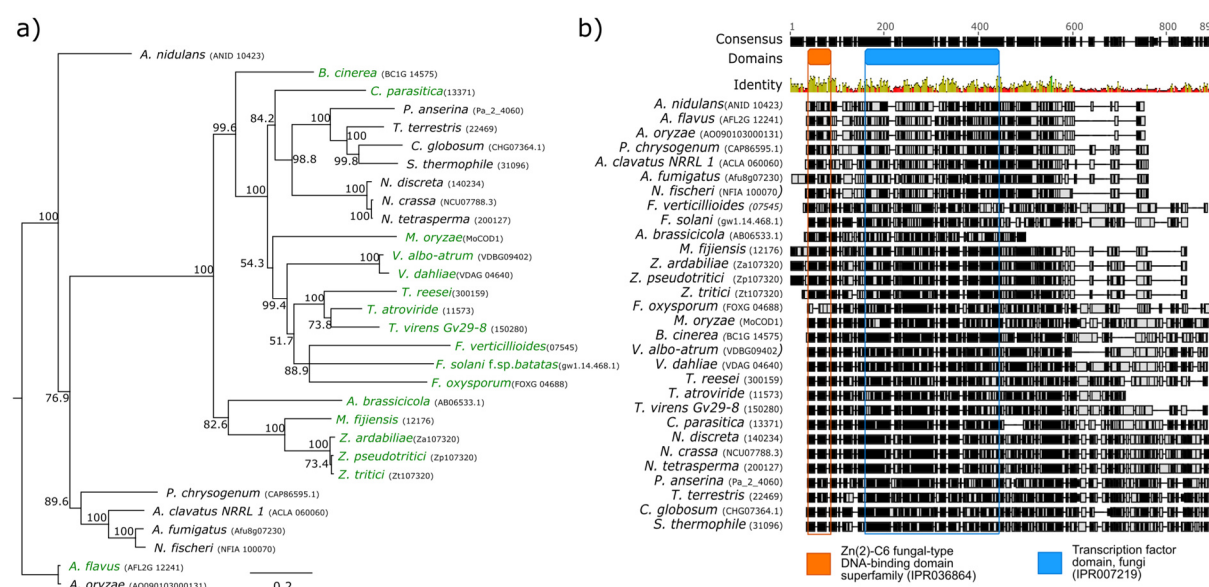 a)
A. nidulans (ANID 10423)
B. cinerea (BC1G 14575)
C. parasitica (13371)
P. anserina (Pa_2_4060)
T. terrestris (22469)
C. globosum (CHG07364.1)
S. thermophile (31096)
N. discreta (140234)
N. crassa (NCU07788.3)
N. tetrasperma (200127)
M. oryzae(MoCOD1)
V. albo-atrum (VDBG09402)
V. dahliae(VDAG 04640)
T. reesei(300159)
T. atroviride (11573)
T. virens Gv29-8 (150280)
F. verticillioides(07545)
F. solani f.sp.batatas(gw1.14.468.1)
F. oxysporum(FOXG 04688)
A. brassicicola (AB06533.1)
M. fijiensis (12176)
Z. ardabiliae(Za107320)
Z. pseudotritici (Zp107320)
Z. tritici (Zt107320)
P. chrysogenum (CAP86595.1)
A. clavatus NRRL 1 (ACLA 060060)
A. fumigatus (Afu8g07230)
N. fischeri (NFIA 100070)
A. flavus (AFL2G 12241)
A. oryzae(AO090103000131)
100
99.6
84.2
100
100
99.8
98.8
100
100
100
100
54.3
100
99.4
100
73.8
51.7
88.9
82.6
100
100
73.4
76.9
89.6
100
100
100
0.2
b)
1 200 400 600 800 89
Consensus
Domains
Identity
A. nidulans(ANID 10423)
A. flavus (AFL2G 12241)
A. oryzae (AO090103000131)
P. chrysogenum (CAP86595.1)
A. clavatus NRRL 1 (ACLA 060060)
A. fumigatus (Afu8g07230)
N. fischeri (NFIA 100070)
F. verticillioides (07545)
F. solani (gw1.14.468.1)
A. brassicicola (AB06533.1)
M. fijiensis (12176)
Z. ardabiliae (Za107320)
Z. pseudotritici (Zp107320)
Z. tritici (Zt107320)
F. oxysporum (FOXG 04688)
M. oryzae (MoCOD1)
B. cinerea (BC1G 14575)
V. albo-atrum (VDBG09402)
V. dahliae (VDAG 04640)
T. reesei (300159)
T. atroviride (11573)
T. virens Gv29-8 (150280)
C. parasitica (13371)
N. discreta (140234)
N. crassa (NCU07788.3)
N. tetrasperma (200127)
P. anserina (Pa_2_4060)
T. terrestris (22469)
C. globosum (CHG07364.1)
S. thermophile (31096)
Zn(2)-C6 fungal-type
DNA-binding domain
superfamily (IPR036864)
Transcription factor
domain, fungi
(IPR007219)